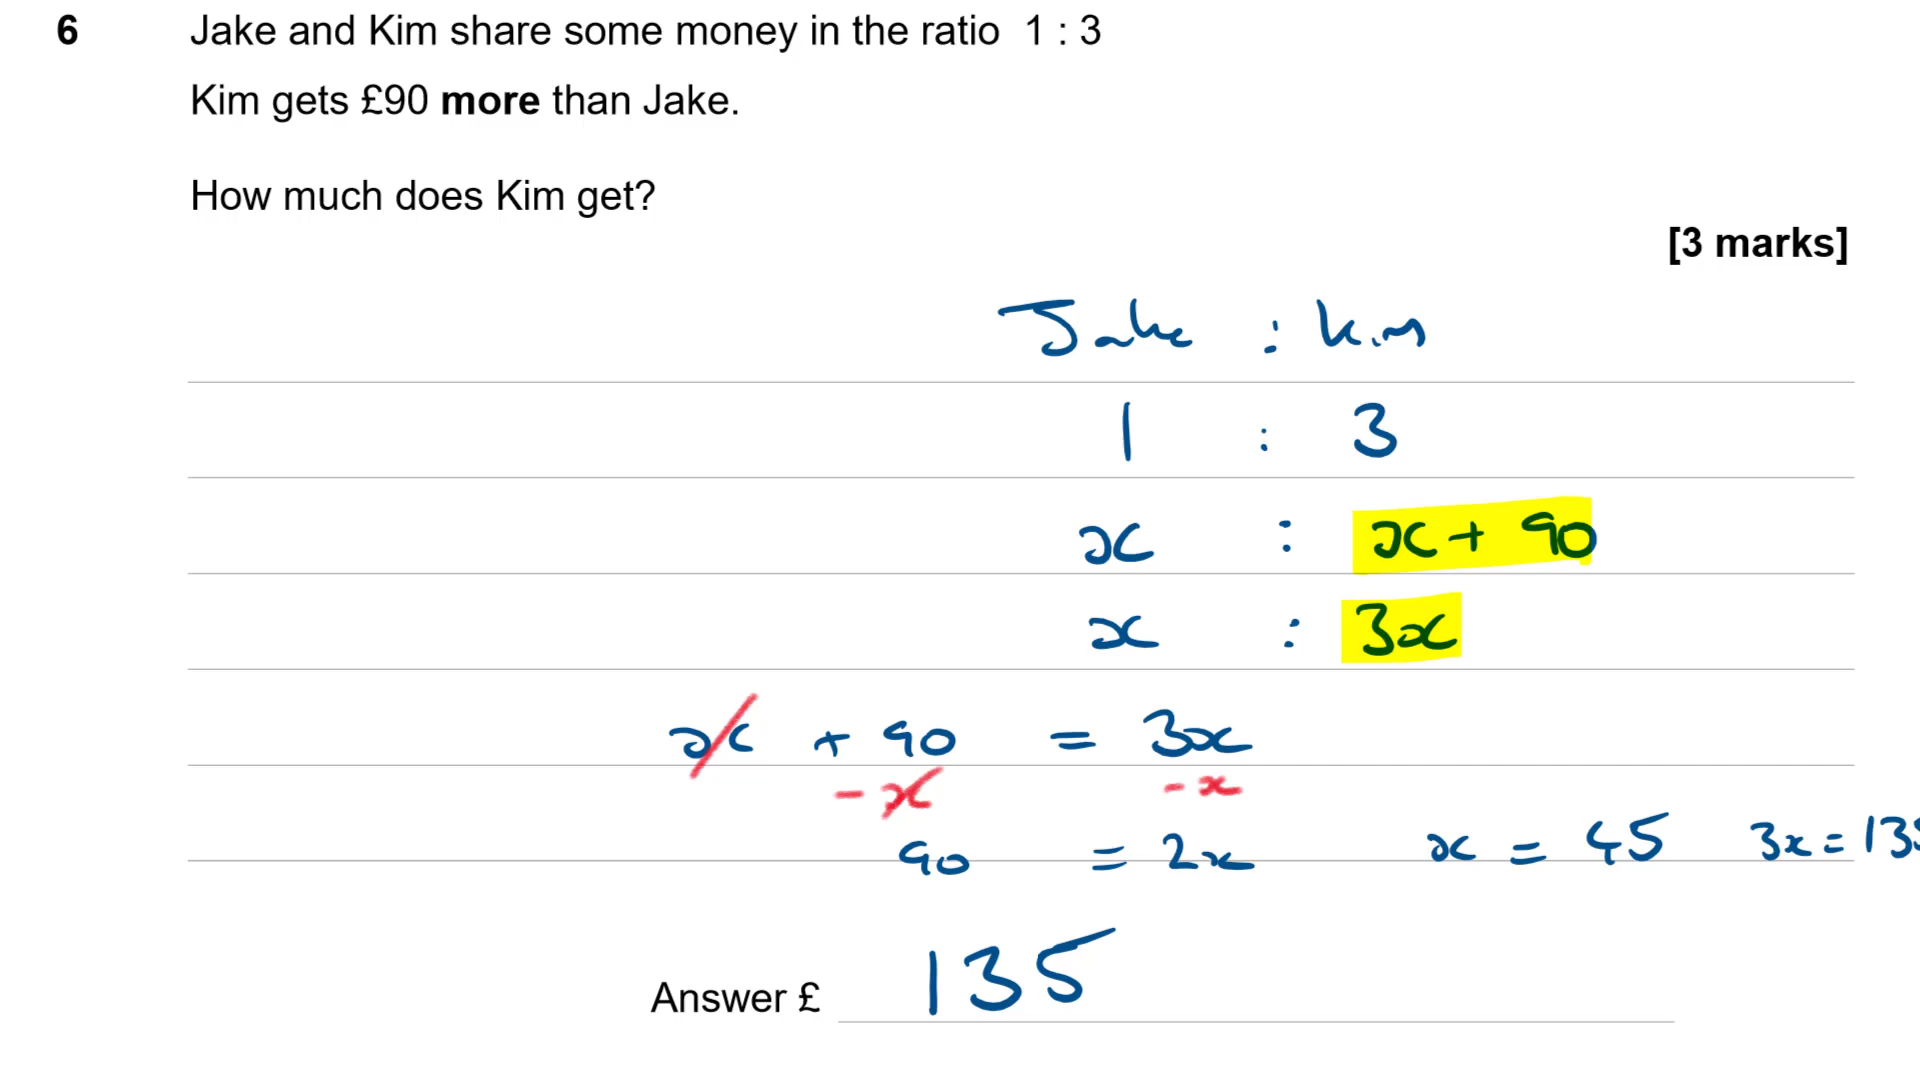 6 Jake and Kim share some money in the ratio 1 : 3
Kim gets £90 more than Jake.
How much does Kim get?
[3 marks]
Jake : Kim
1 : 3
x : x + 90
x : 3x
x + 90 = 3x
- x - x
90 = 2x x = 45 3x = 135
Answer £ 135